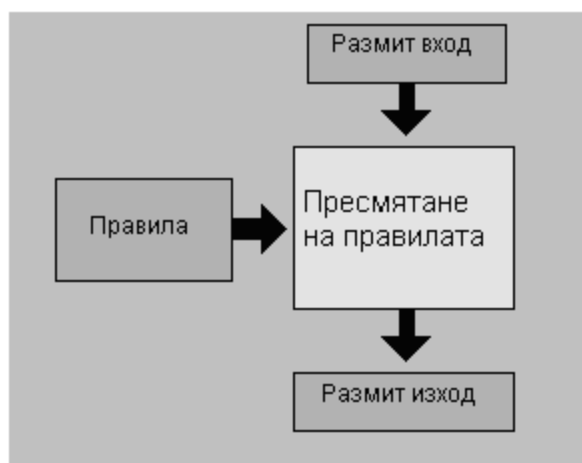 Размит вход
Правила
Пресмятане
на правилата
Размит изход